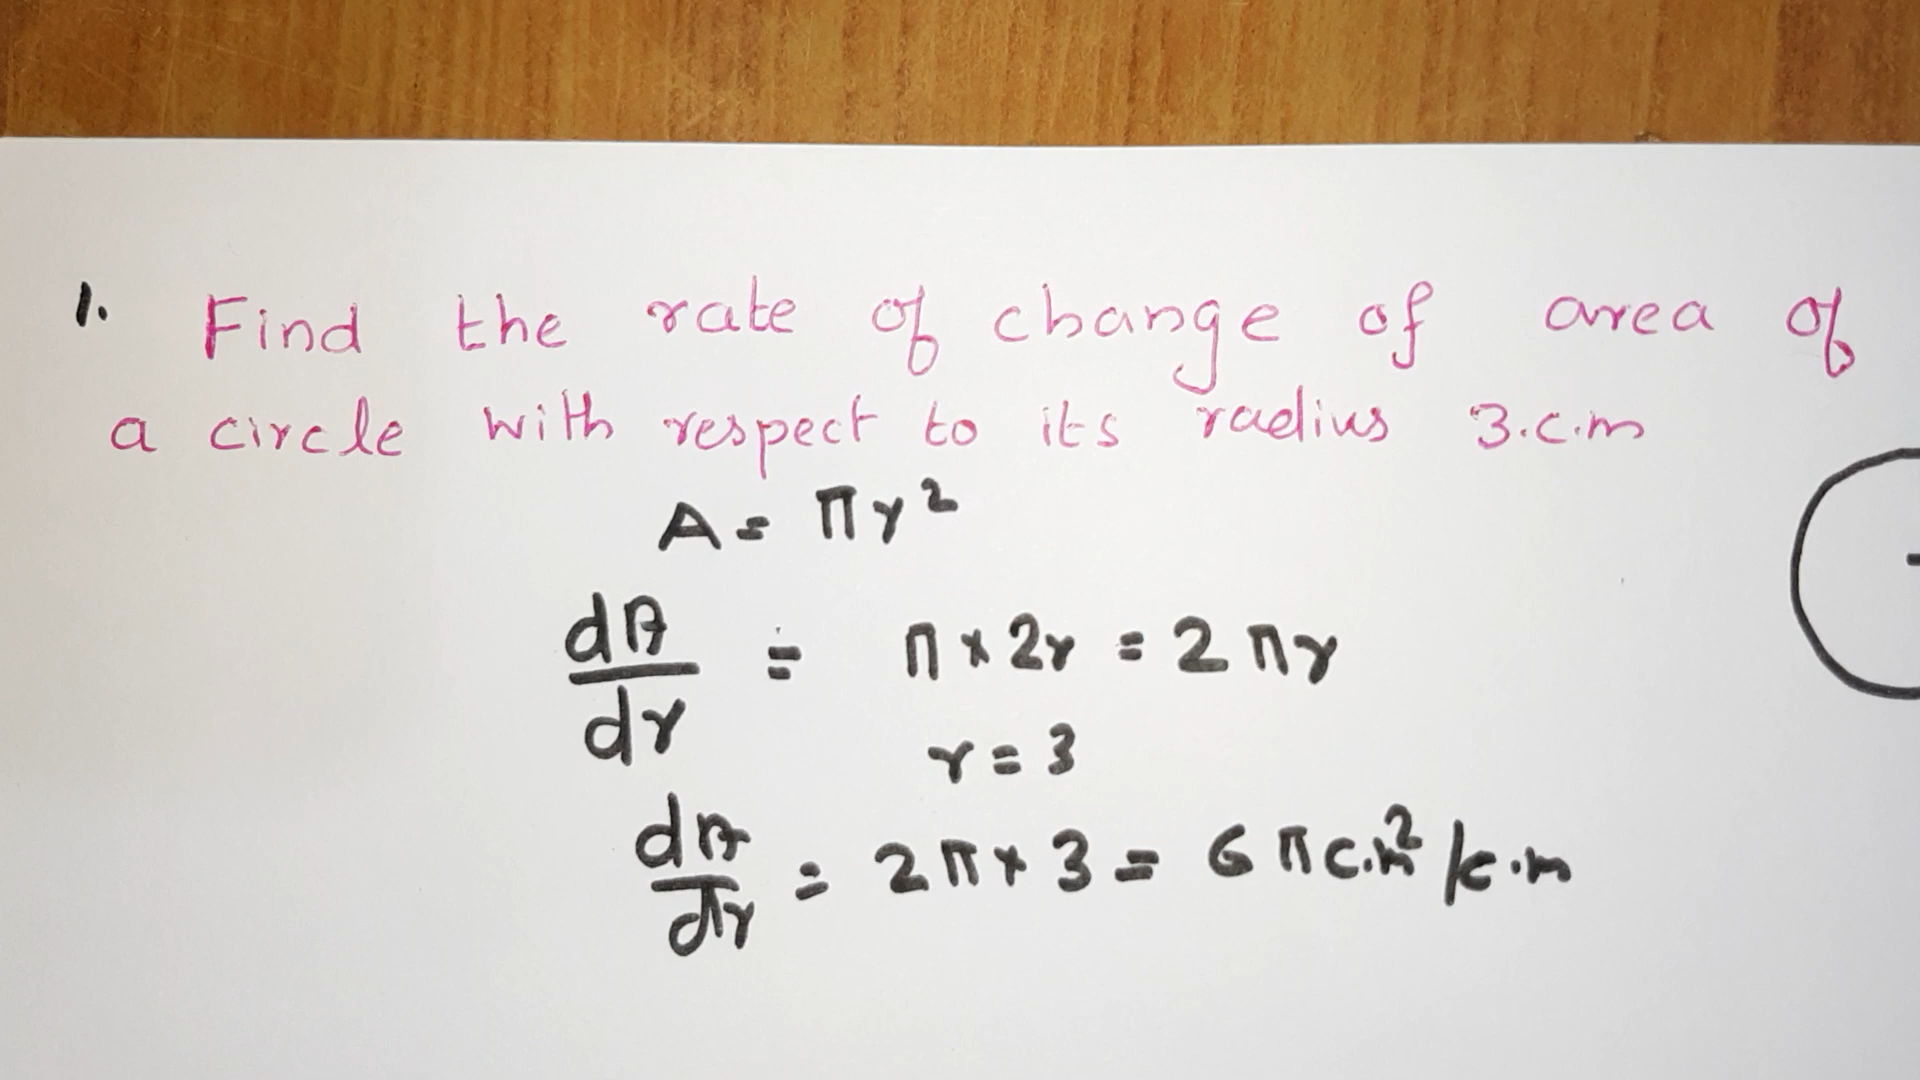 1. Find the rate of change of area of
a circle with respect to its radius 3.c.m
A = πr²
dA/dr = π × 2r = 2πr
r = 3
dA/dr = 2π × 3 = 6π c.m²/c.m